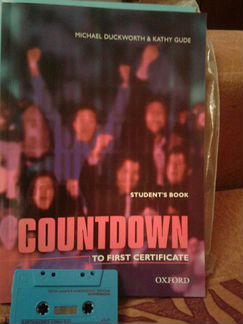 MICHAEL DUCKWORTH & KATHY GUDE
STUDENT'S BOOK
COUNTDOWN
TO FIRST CERTIFICATE
OXFORD